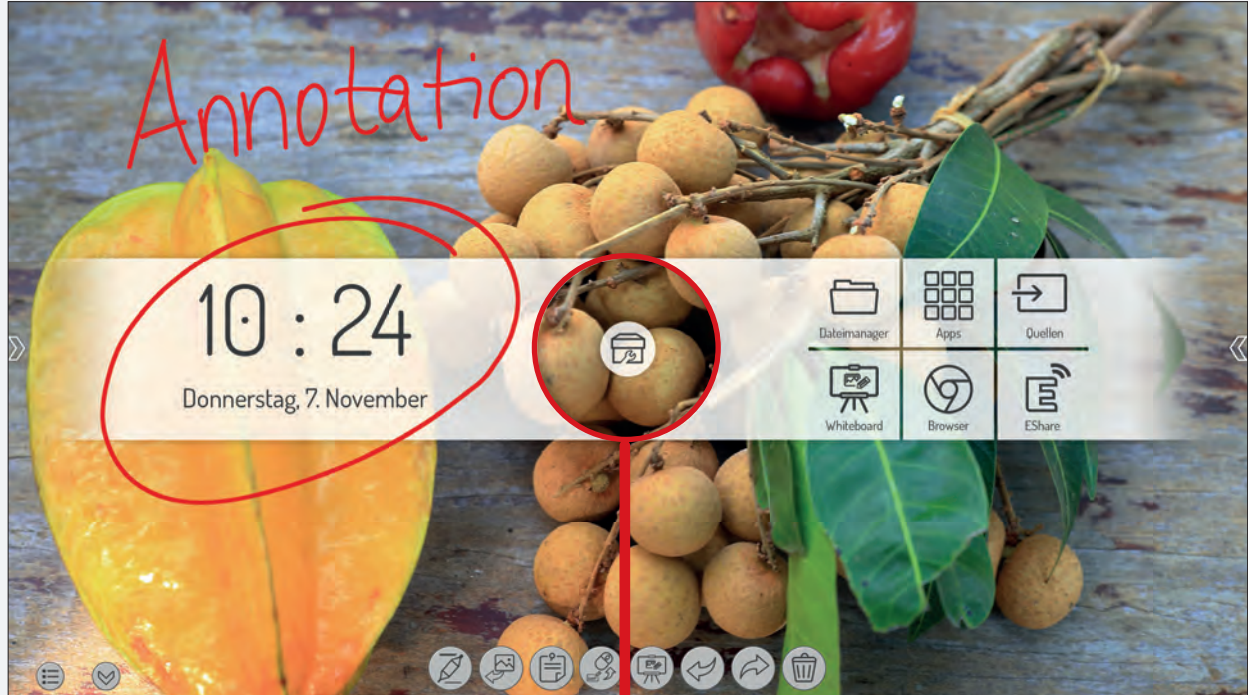 Annotation
10 : 24
Donnerstag, 7. November
Dateimanager
Apps
Quellen
Whiteboard
Browser
EShare